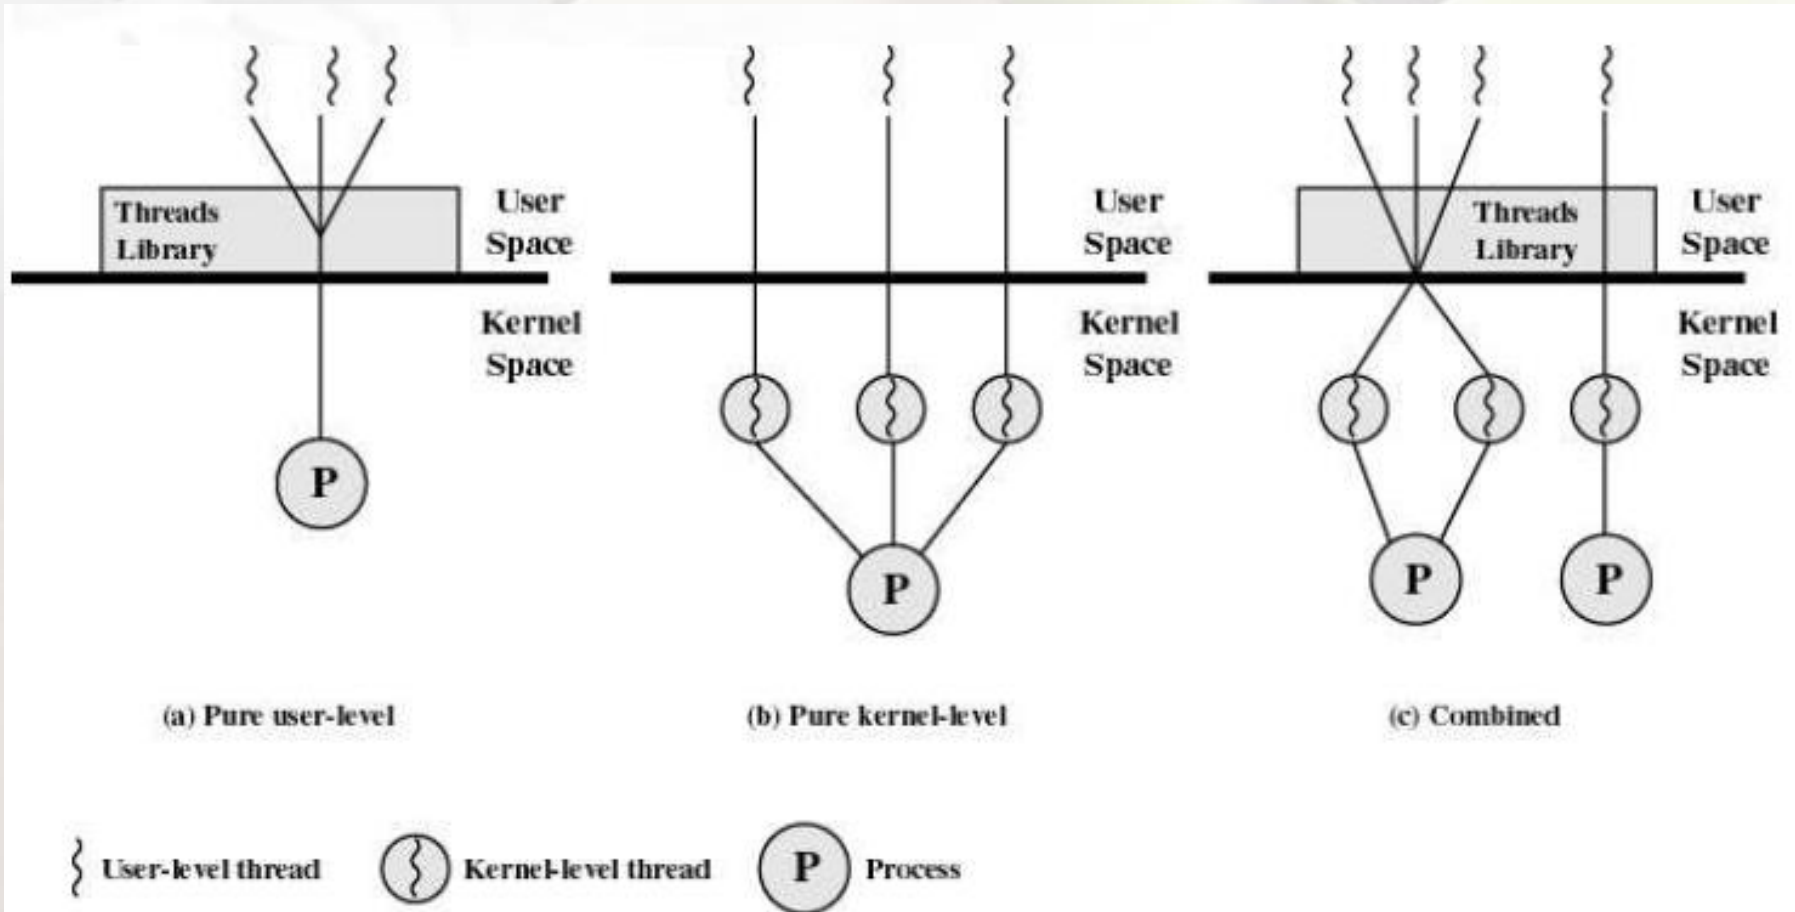 Threads
Library
User
Space
Kernel
Space
P
(a) Pure user-level
User
Space
Kernel
Space
P
(b) Pure kernel-level
Threads
Library
User
Space
Kernel
Space
P
P
(c) Combined
User-level thread
Kernel-level thread
P
Process